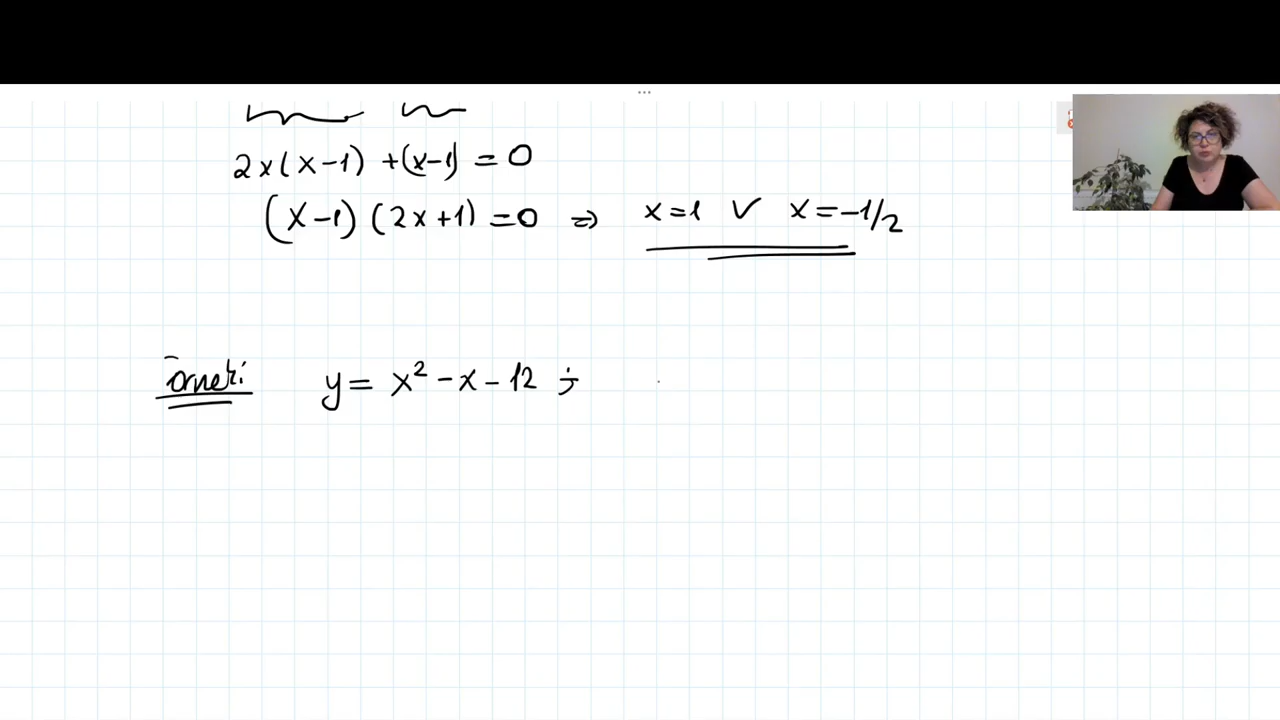 2x(x-1) +(x-1) = 0
(x-1) (2x+1) = 0 ⇒ x=1 ∨ x=-1/2
örnek: y = x² - x - 12 ;